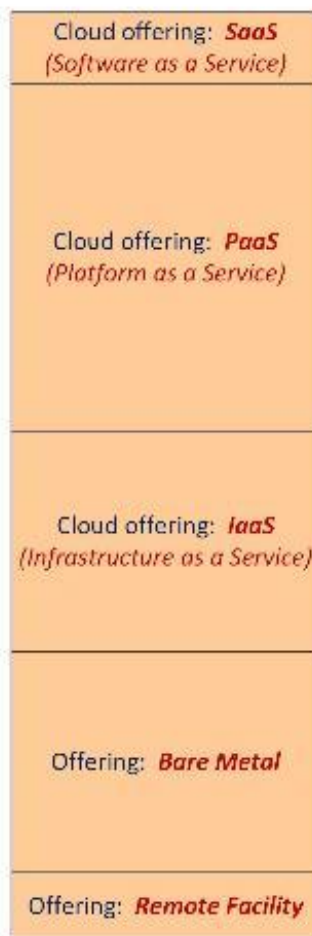 Cloud offering: SaaS
(Software as a Service)
Cloud offering: PaaS
(Platform as a Service)
Cloud offering: IaaS
(Infrastructure as a Service)
Offering: Bare Metal
Offering: Remote Facility